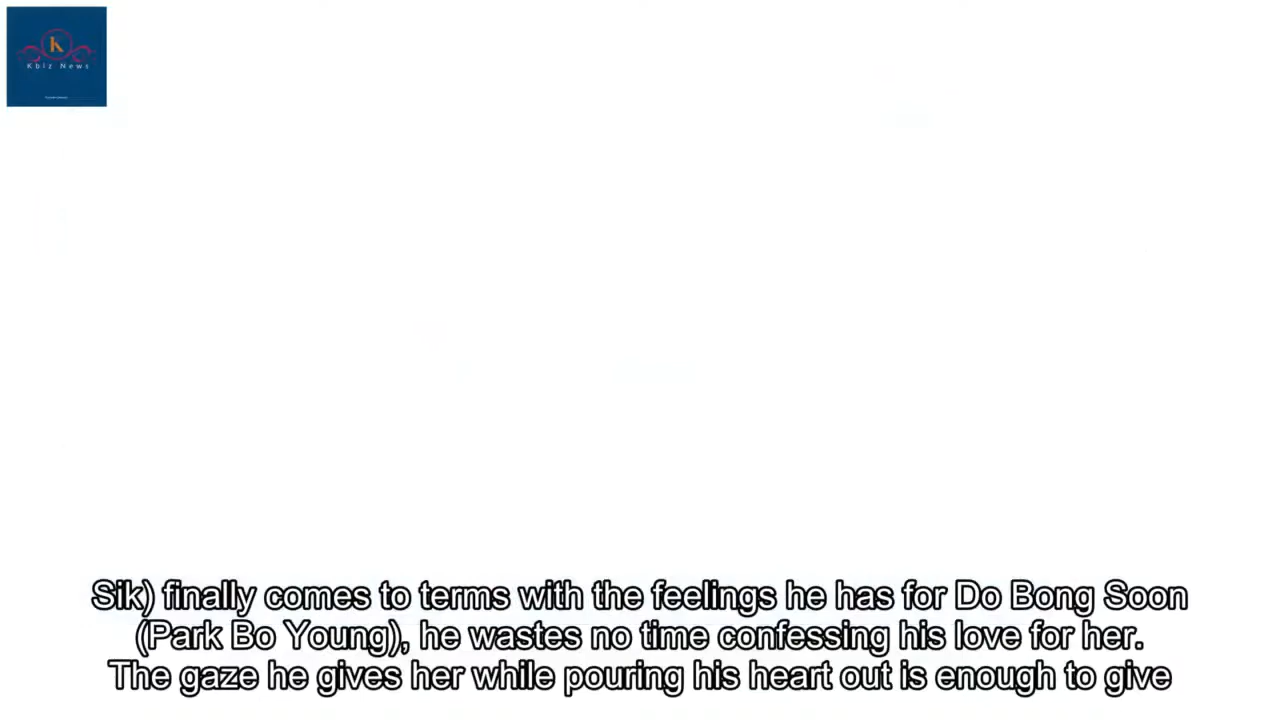 K
Kbiz News
Sik) finally comes to terms with the feelings he has for Do Bong Soon
(Park Bo Young), he wastes no time confessing his love for her.
The gaze he gives her while pouring his heart out is enough to give